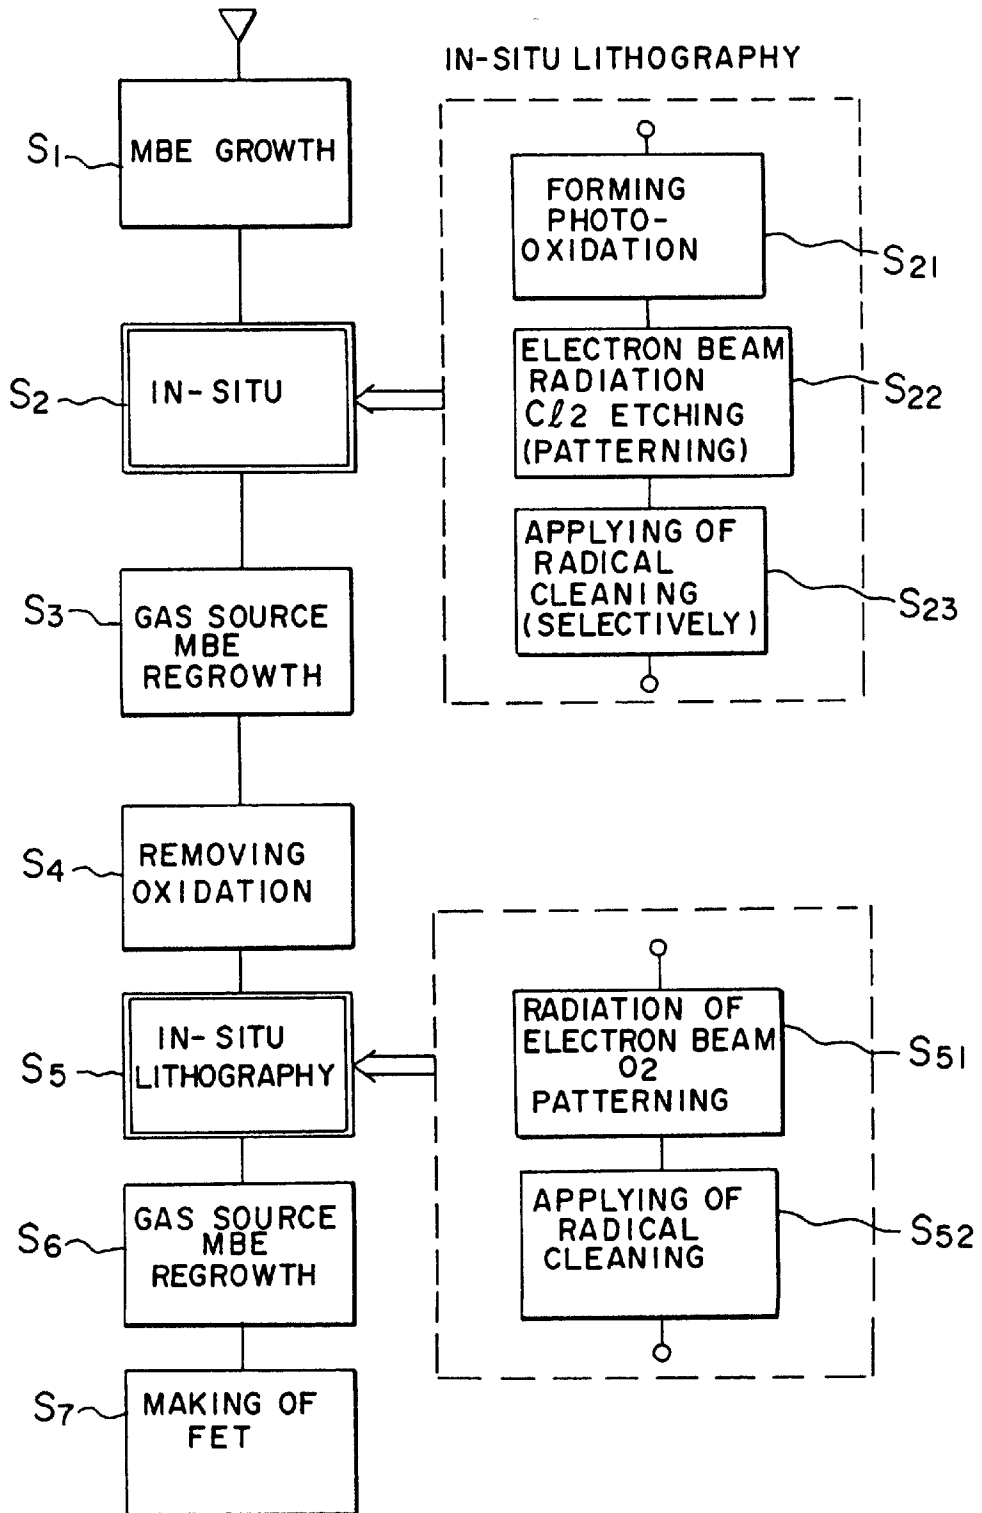 S1
MBE GROWTH
S2
IN-SITU
S3
GAS SOURCE
MBE
REGROWTH
S4
REMOVING
OXIDATION
S5
IN-SITU
LITHOGRAPHY
S6
GAS SOURCE
MBE
REGROWTH
S7
MAKING OF
FET
IN-SITU LITHOGRAPHY
FORMING
PHOTO-
OXIDATION
S21
ELECTRON BEAM
RADIATION
Cℓ2 ETCHING
(PATTERNING)
S22
APPLYING OF
RADICAL
CLEANING
(SELECTIVELY)
S23
RADIATION OF
ELECTRON BEAM
O2
PATTERNING
S51
APPLYING OF
RADICAL
CLEANING
S52